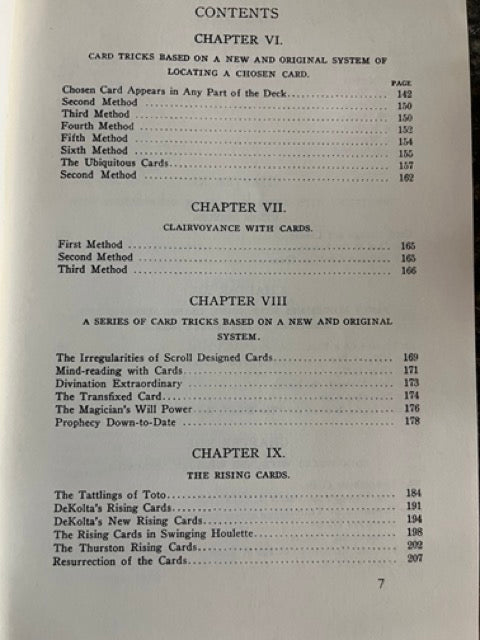 CONTENTS
CHAPTER VI.
CARD TRICKS BASED ON A NEW AND ORIGINAL SYSTEM OF
LOCATING A CHOSEN CARD.
PAGE
Chosen Card Appears in Any Part of the Deck.................... 142
Second Method .................... 150
Third Method .................... 150
Fourth Method .................... 152
Fifth Method .................... 154
Sixth Method .................... 155
The Ubiquitous Cards.................... 157
Second Method .................... 162
CHAPTER VII.
CLAIRVOYANCE WITH CARDS.
First Method .................... 165
Second Method .................... 165
Third Method .................... 166
CHAPTER VIII
A SERIES OF CARD TRICKS BASED ON A NEW AND ORIGINAL
SYSTEM.
The Irregularities of Scroll Designed Cards.................... 169
Mind-reading with Cards.................... 171
Divination Extraordinary .................... 173
The Transfixed Card.................... 174
The Magician's Will Power.................... 176
Prophecy Down-to-Date .................... 178
CHAPTER IX.
THE RISING CARDS.
The Tattlings of Toto.................... 184
DeKolta's Rising Cards.................... 191
DeKolta's New Rising Cards.................... 194
The Rising Cards in Swinging Houlette.................... 198
The Thurston Rising Cards.................... 202
Resurrection of the Cards.................... 207
7